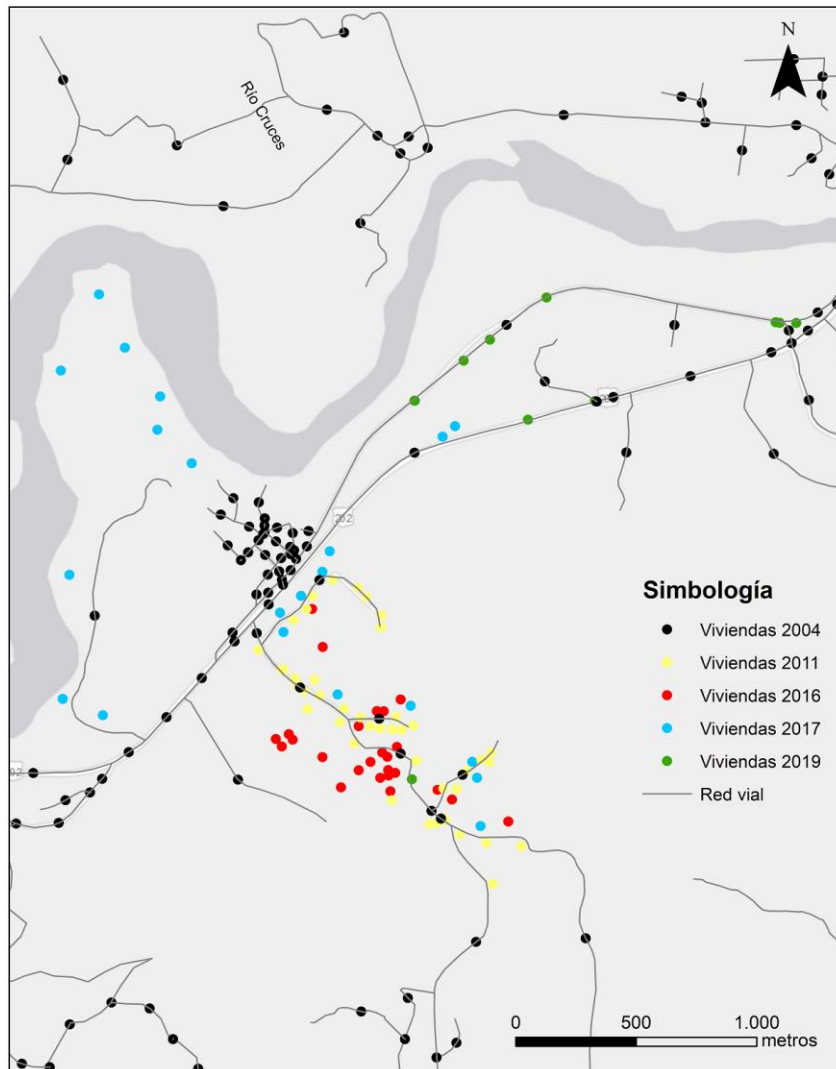 N
Río Cruces
202
Simbología
Viviendas 2004
Viviendas 2011
Viviendas 2016
Viviendas 2017
Viviendas 2019
Red vial
0 500 1.000
metros